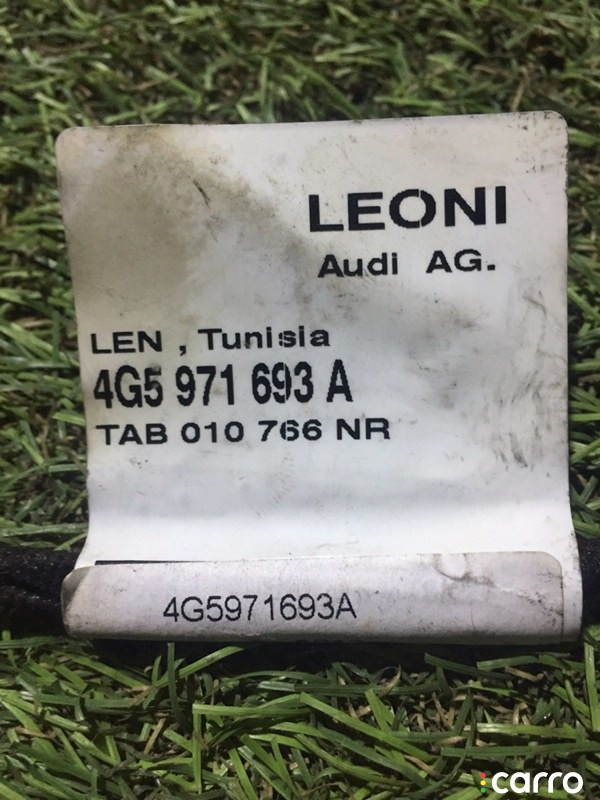 LEONI
Audi AG.
LEN , Tunisia
4G5 971 693 A
TAB 010 766 NR
4G5971693A
carro